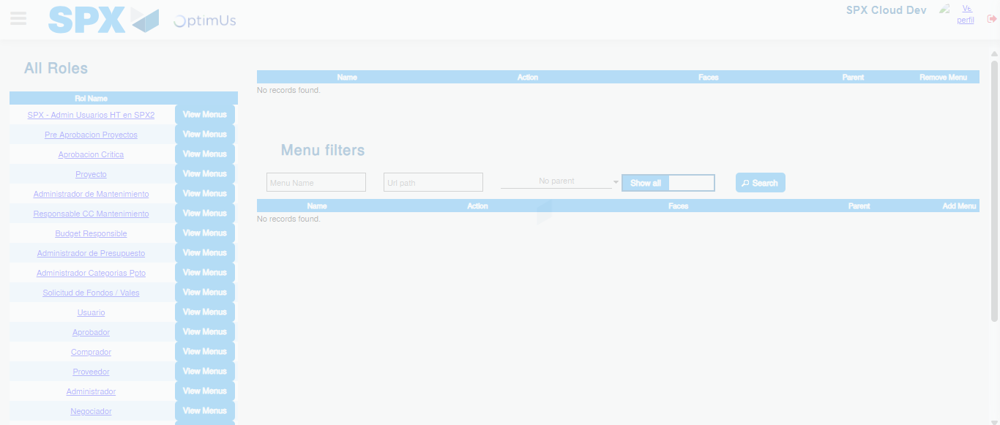 SPX
OptimUs
SPX Cloud Dev
perfil
All Roles
Rol Name
SPX - Admin Usuarios HT en SPX2 View Menus
Pre Aprobacion Proyectos View Menus
Aprobacion Critica View Menus
Proyecto View Menus
Administrador de Mantenimiento View Menus
Responsable CC Mantenimiento View Menus
Budget Responsible View Menus
Administrador de Presupuesto View Menus
Administrador Categorias Ppto View Menus
Solicitud de Fondos / Vales View Menus
Usuario View Menus
Aprobador View Menus
Comprador View Menus
Proveedor View Menus
Administrador View Menus
Negociador View Menus
Name Action Faces Parent Remove Menu
No records found.
Menu filters
Menu Name Url path No parent Show all Search
Name Action Faces Parent Add Menu
No records found.